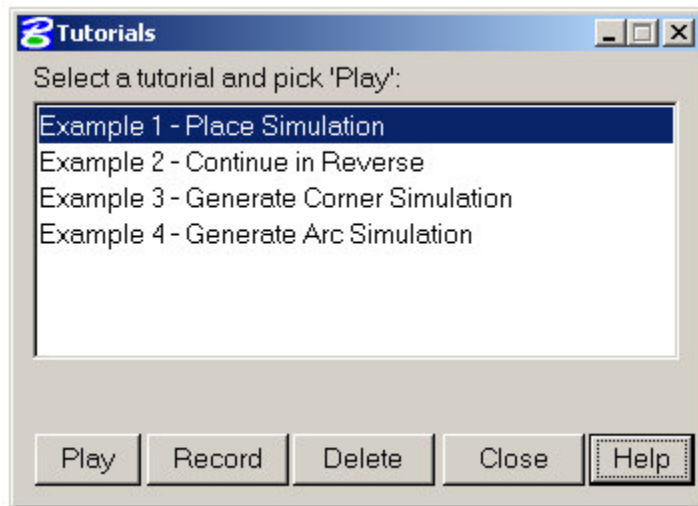 Tutorials
Select a tutorial and pick 'Play':
Example 1 - Place Simulation
Example 2 - Continue in Reverse
Example 3 - Generate Corner Simulation
Example 4 - Generate Arc Simulation
Play Record Delete Close Help